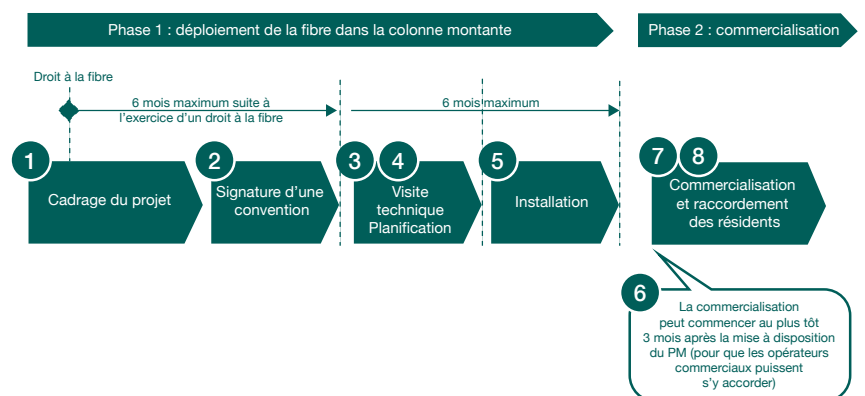 Phase 1 : déploiement de la fibre dans la colonne montante
Phase 2 : commercialisation
Droit à la fibre
6 mois maximum suite à
l'exercice d'un droit à la fibre
6 mois maximum
1
Cadrage du projet
2
Signature d'une
convention
3
4
Visite
technique
Planification
5
Installation
7
8
Commercialisation
et raccordement
des résidents
6
La commercialisation
peut commencer au plus tôt
3 mois après la mise à disposition
du PM (pour que les opérateurs
commerciaux puissent
s'y accorder)